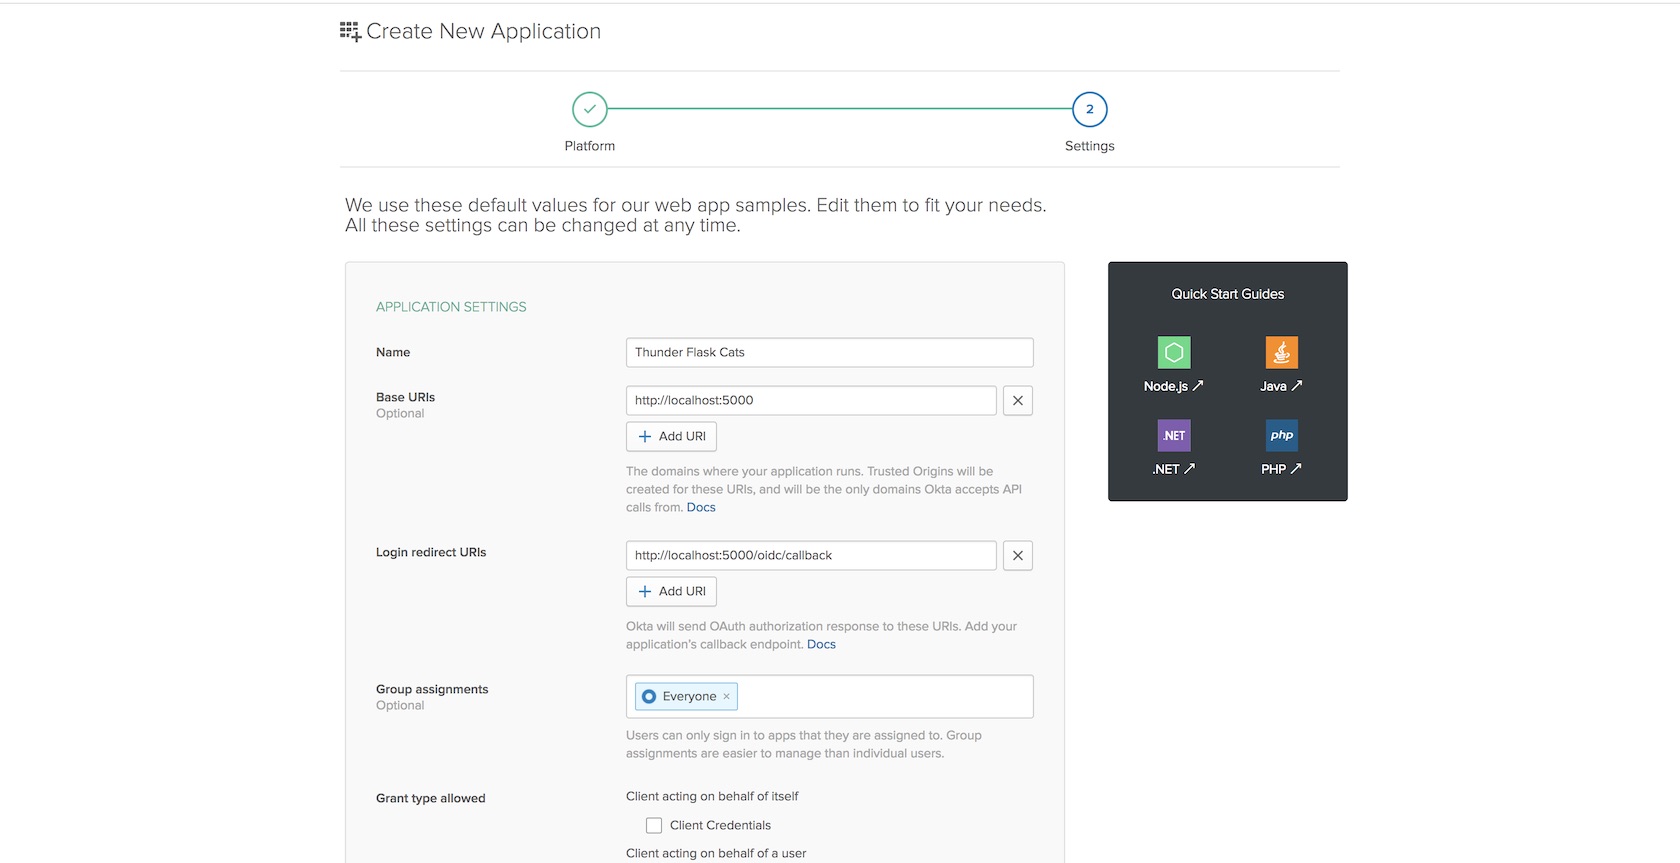 Create New Application
2
Platform
Settings
We use these default values for our web app samples. Edit them to fit your needs.
All these settings can be changed at any time.
APPLICATION SETTINGS
Name
Thunder Flask Cats
Base URIs
Optional
http://localhost:5000
Add URI
The domains where your application runs. Trusted Origins will be
created for these URIs, and will be the only domains Okta accepts API
calls from. Docs
Login redirect URIs
http://localhost:5000/oidc/callback
Add URI
Okta will send OAuth authorization response to these URIs. Add your
application's callback endpoint. Docs
Group assignments
Optional
Everyone ×
Users can only sign in to apps that they are assigned to. Group
assignments are easier to manage than individual users.
Grant type allowed
Client acting on behalf of itself
Client Credentials
Client acting on behalf of a user
Quick Start Guides
Node.js
Java
.NET
php
.NET
PHP